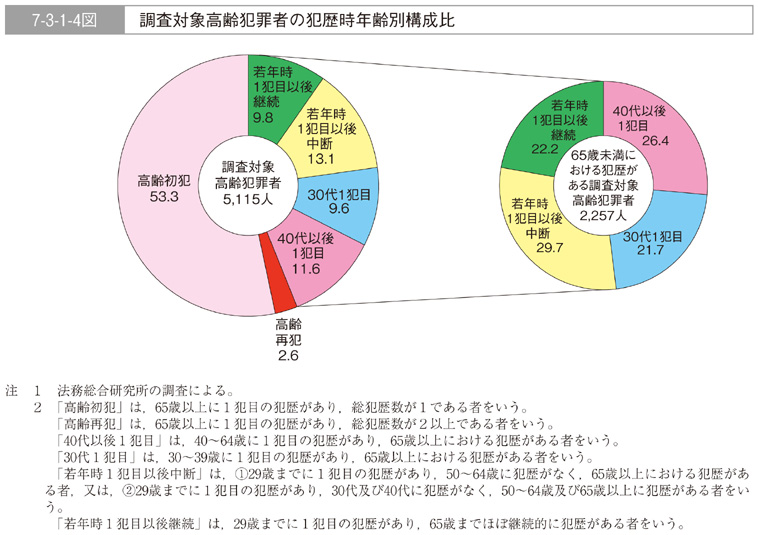 7-3-1-4図
調査対象高齢犯罪者の犯歴時年齢別構成比
若年時
1犯目以後
継続
9.8
若年時
1犯目以後
中断
13.1
30代1犯目
9.6
40代以後
1犯目
11.6
高齢
再犯
2.6
高齢初犯
53.3
調査対象
高齢犯罪者
5,115人
40代以後
1犯目
26.4
30代1犯目
21.7
若年時
1犯目以後
中断
29.7
若年時
1犯目以後
継続
22.2
65歳未満に
おける犯歴が
ある調査対象
高齢犯罪者
2,257人
注 1 法務総合研究所の調査による。
2 「高齢初犯」は，65歳以上に1犯目の犯歴があり，総犯歴数が1である者をいう。
「高齢再犯」は，65歳以上に1犯目の犯歴があり，総犯歴数が2以上である者をいう。
「40代以後1犯目」は，40～64歳に1犯目の犯歴があり，65歳以上における犯歴がある者をいう。
「30代1犯目」は，30～39歳に1犯目の犯歴があり，65歳以上における犯歴がある者をいう。
「若年時1犯目以後中断」は，①29歳までに1犯目の犯歴があり，50～64歳に犯歴がなく，65歳以上における犯歴があ
る者，又は，②29歳までに1犯目の犯歴があり，30代及び40代に犯歴がなく，50～64歳及び65歳以上に犯歴がある者をい
う。
「若年時1犯目以後継続」は，29歳までに1犯目の犯歴があり，65歳までほぼ継続的に犯歴がある者をいう。